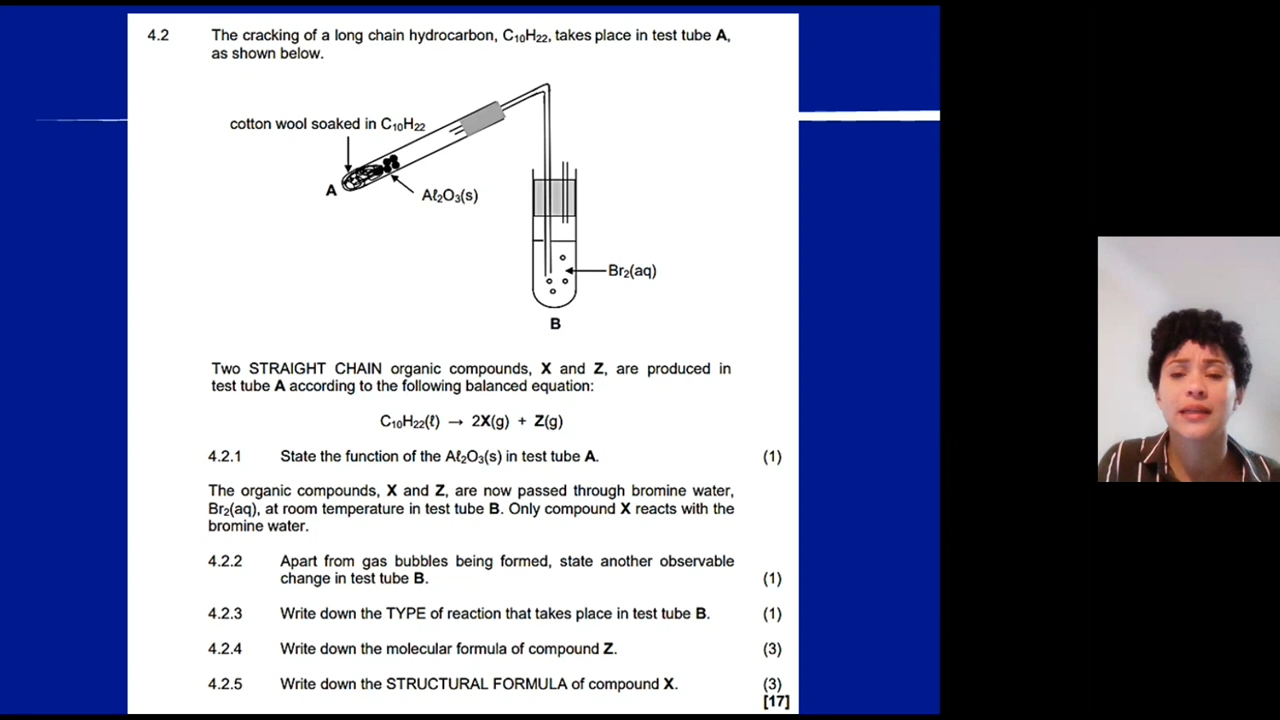 4.2 The cracking of a long chain hydrocarbon, C₁₀H₂₂, takes place in test tube A,
as shown below.
cotton wool soaked in C₁₀H₂₂
A
Aℓ₂O₃(s)
Br₂(aq)
B
Two STRAIGHT CHAIN organic compounds, X and Z, are produced in
test tube A according to the following balanced equation:
C₁₀H₂₂(ℓ) → 2X(g) + Z(g)
4.2.1 State the function of the Aℓ₂O₃(s) in test tube A. (1)
The organic compounds, X and Z, are now passed through bromine water,
Br₂(aq), at room temperature in test tube B. Only compound X reacts with the
bromine water.
4.2.2 Apart from gas bubbles being formed, state another observable
change in test tube B. (1)
4.2.3 Write down the TYPE of reaction that takes place in test tube B. (1)
4.2.4 Write down the molecular formula of compound Z. (3)
4.2.5 Write down the STRUCTURAL FORMULA of compound X. (3)
[17]